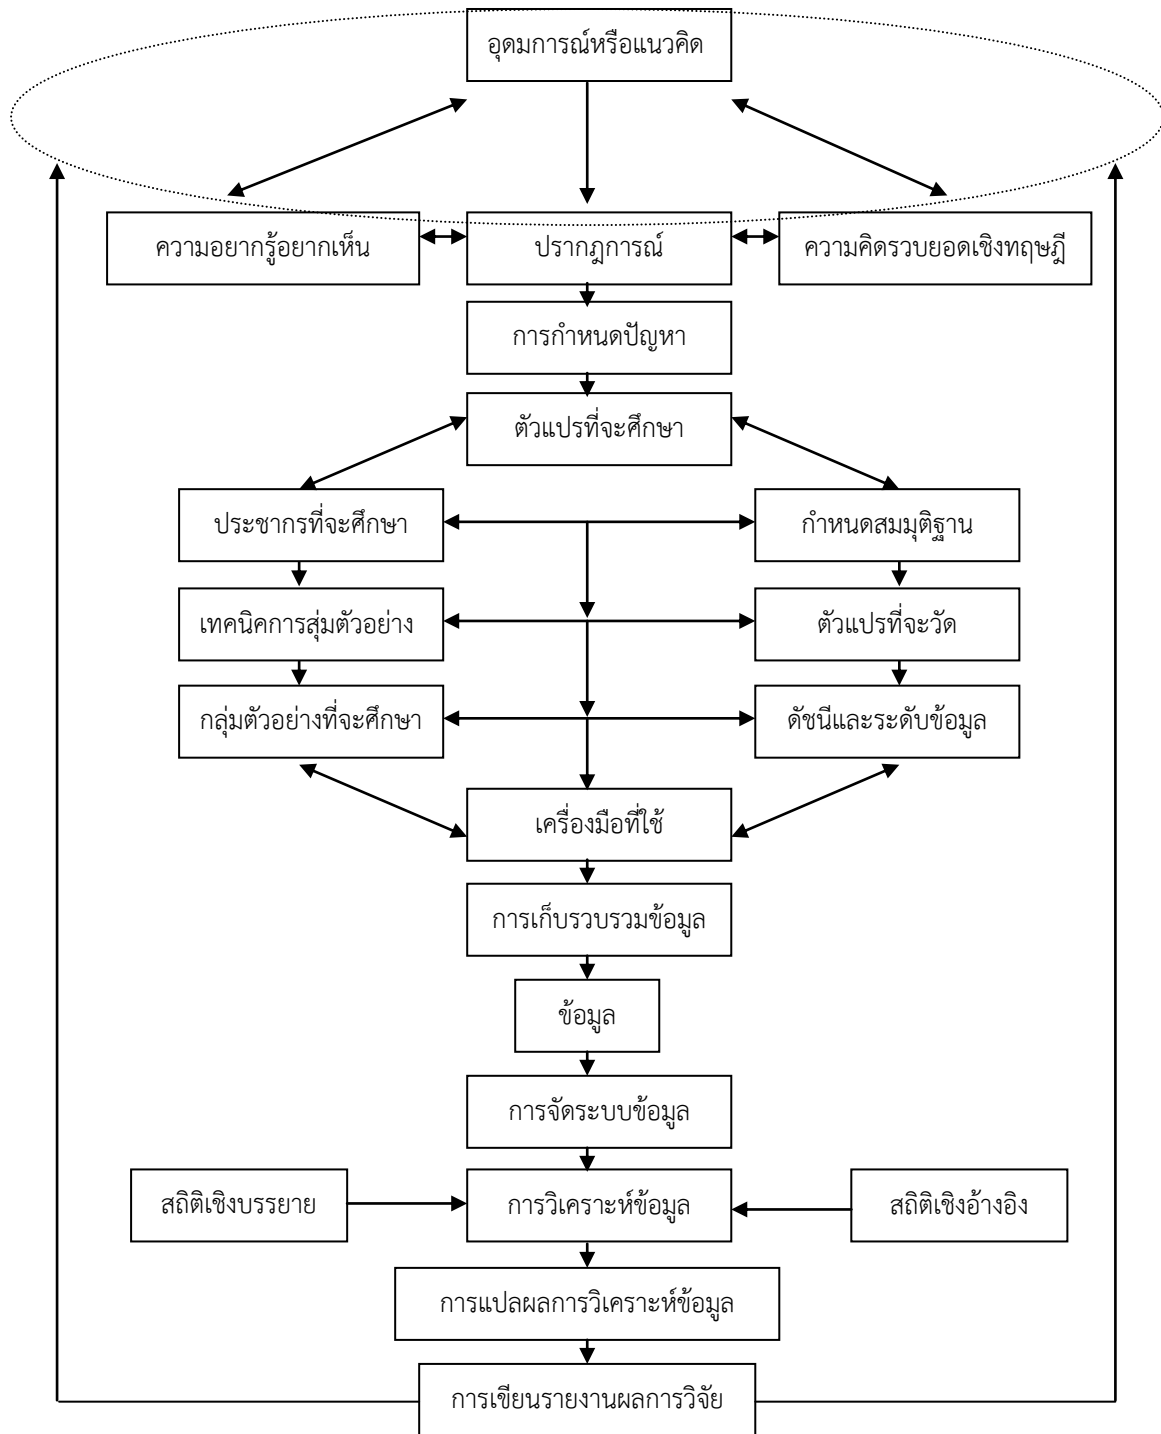 อุดมการณ์หรือแนวคิด
ความอยากรู้อยากเห็น
ปรากฏการณ์
ความคิดรวบยอดเชิงทฤษฎี
การกำหนดปัญหา
ตัวแปรที่จะศึกษา
ประชากรที่จะศึกษา
กำหนดสมมุติฐาน
เทคนิคการสุ่มตัวอย่าง
ตัวแปรที่จะวัด
กลุ่มตัวอย่างที่จะศึกษา
ดัชนีและระดับข้อมูล
เครื่องมือที่ใช้
การเก็บรวบรวมข้อมูล
ข้อมูล
การจัดระบบข้อมูล
สถิติเชิงบรรยาย
การวิเคราะห์ข้อมูล
สถิติเชิงอ้างอิง
การแปลผลการวิเคราะห์ข้อมูล
การเขียนรายงานผลการวิจัย